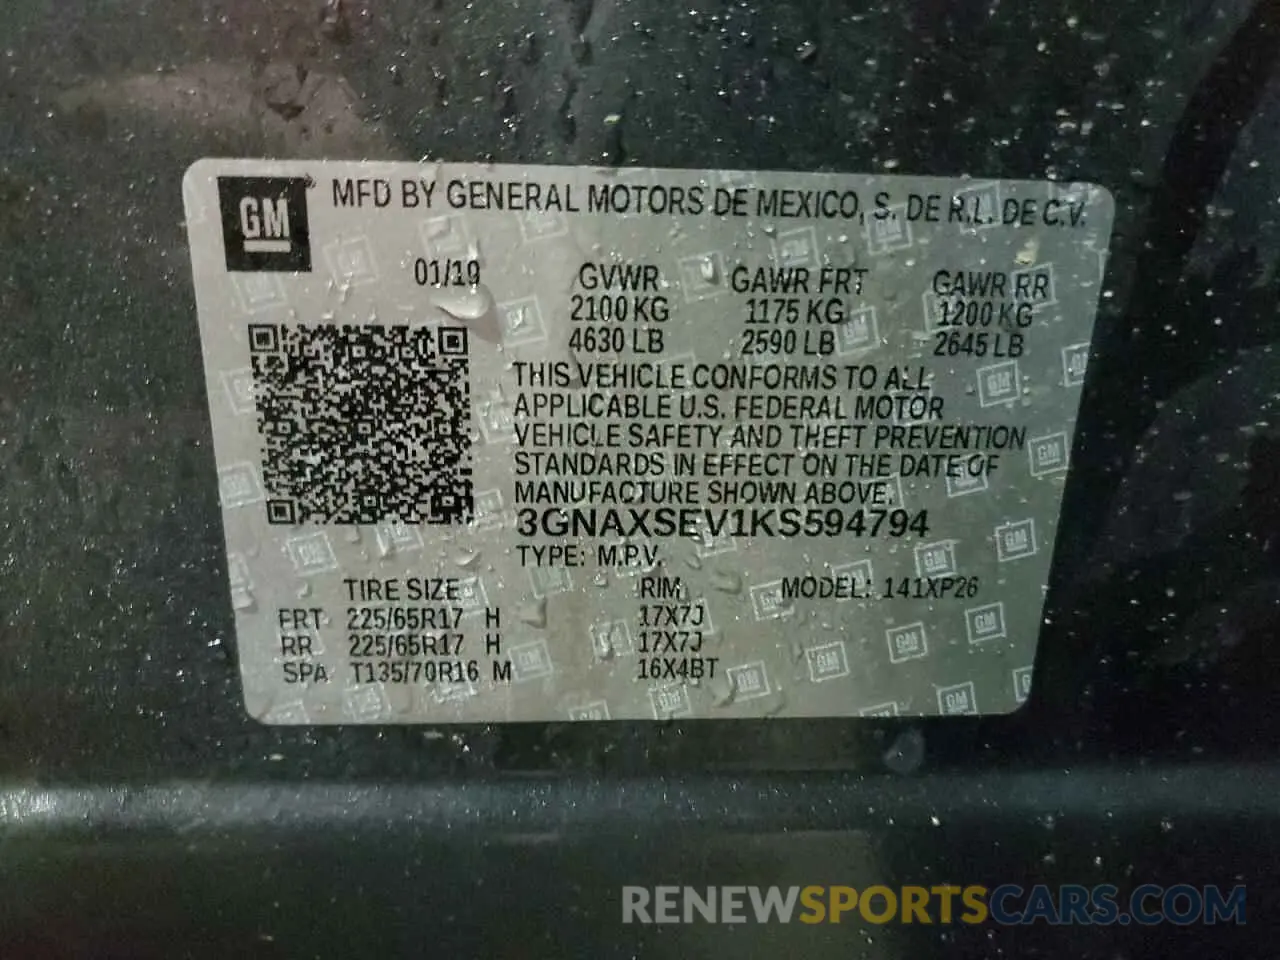 GM MFD BY GENERAL MOTORS DE MEXICO, S. DE R.L. DE C.V.
01/19 GVWR GAWR FRT GAWR RR
2100 KG 1175 KG 1200 KG
4630 LB 2590 LB 2645 LB
THIS VEHICLE CONFORMS TO ALL
APPLICABLE U.S. FEDERAL MOTOR
VEHICLE SAFETY AND THEFT PREVENTION
STANDARDS IN EFFECT ON THE DATE OF
MANUFACTURE SHOWN ABOVE.
3GNAXSEV1KS594794
TYPE: M.P.V.
TIRE SIZE RIM MODEL: 141XP26
FRT 225/65R17 H 17X7J
RR 225/65R17 H 17X7J
SPA T135/70R16 M 16X4BT
RENEWSPORTSCARS.COM